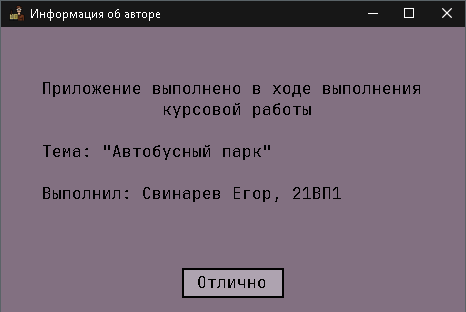 Информация об авторе
Приложение выполнено в ходе выполнения
курсовой работы
Тема: "Автобусный парк"
Выполнил: Свинарев Егор, 21ВП1
Отлично